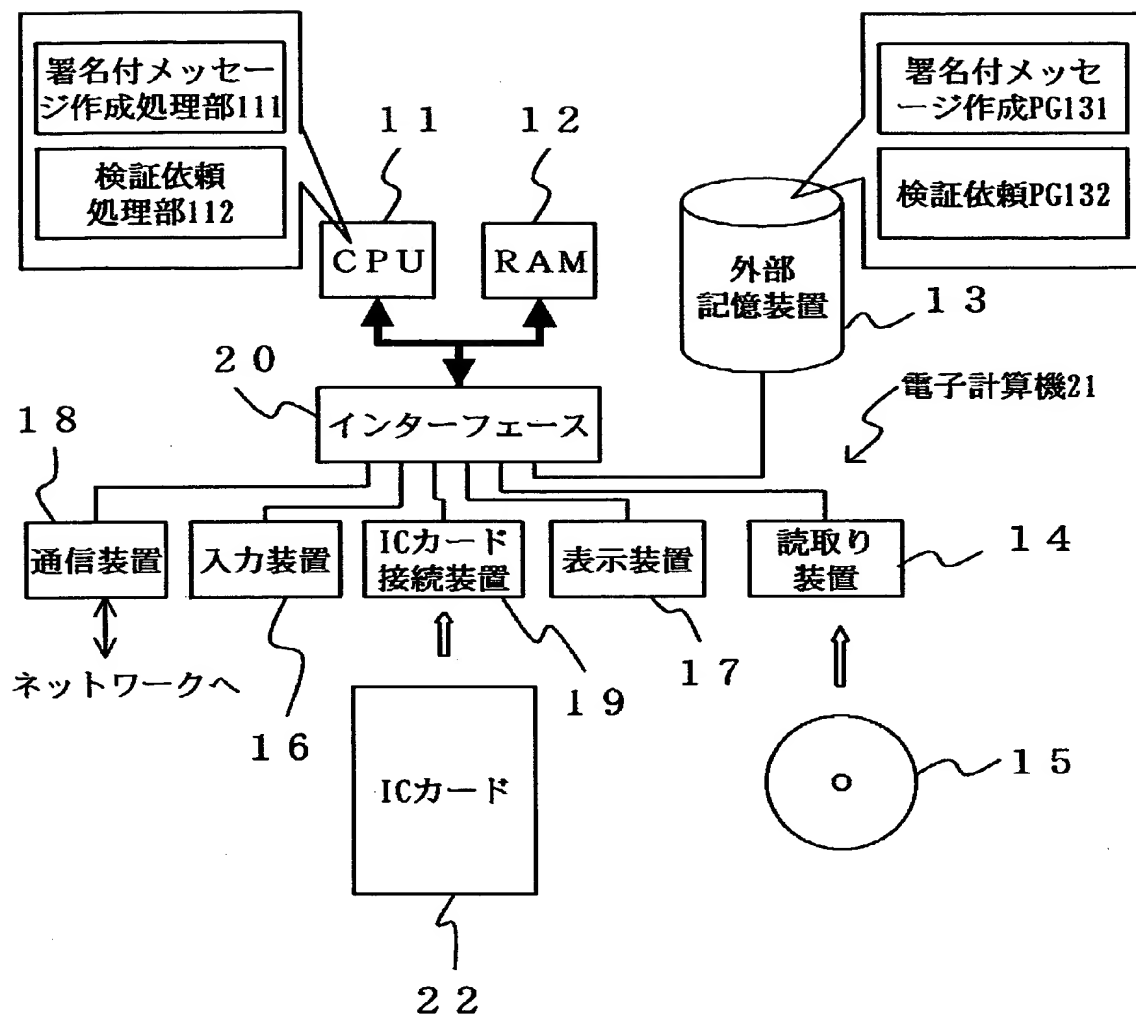 署名付メッセー
ジ作成処理部111
検証依頼
処理部112
署名付メッセ
ージ作成PG131
検証依頼PG132
１１
１２
ＣＰＵ
ＲＡＭ
外部
記憶装置
１３
２０
電子計算機21
インターフェース
１８
通信装置
入力装置
ICカード
接続装置
表示装置
読取り
装置
１４
ネットワークへ
１６
１９
１７
ICカード
１５
２２